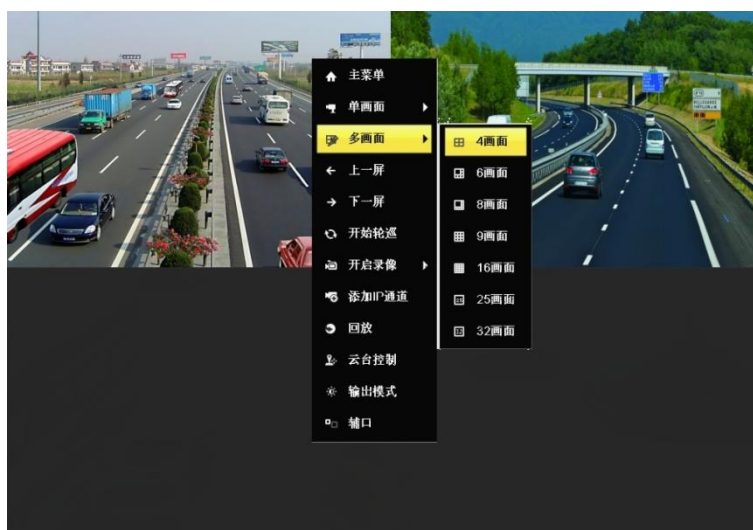 主菜单
单画面
多画面
上一屏
下一屏
开始轮巡
开启录像
添加IP通道
回放
云台控制
输出模式
辅口
4画面
6画面
8画面
9画面
16画面
25画面
32画面